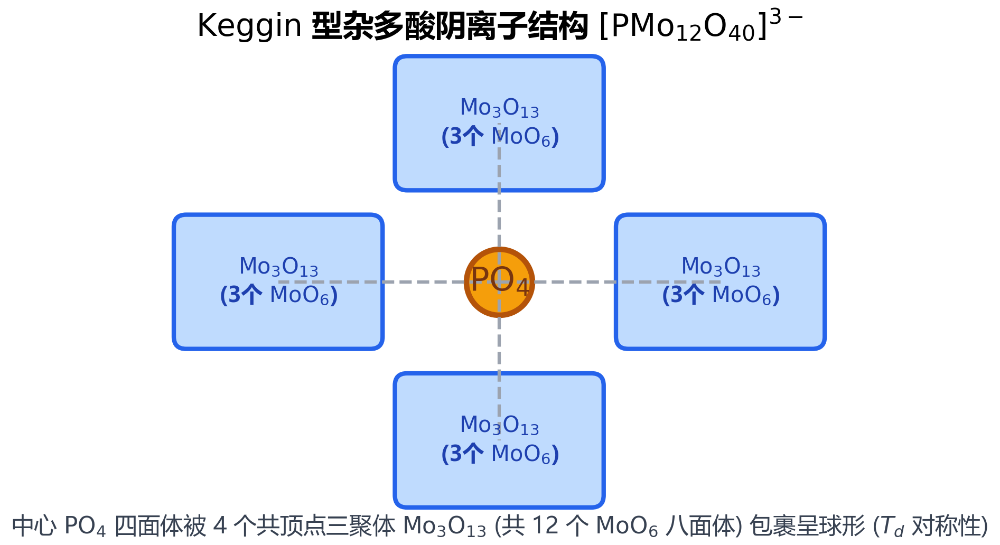 Keggin 型杂多酸阴离子结构 [PMo₁₂O₄₀]³⁻
Mo₃O₁₃
(3个 MoO₆)
Mo₃O₁₃
(3个 MoO₆)
PO₄
Mo₃O₁₃
(3个 MoO₆)
Mo₃O₁₃
(3个 MoO₆)
中心 PO₄ 四面体被 4 个共顶点三聚体 Mo₃O₁₃ (共 12 个 MoO₆ 八面体) 包裹呈球形 (T_d 对称性)